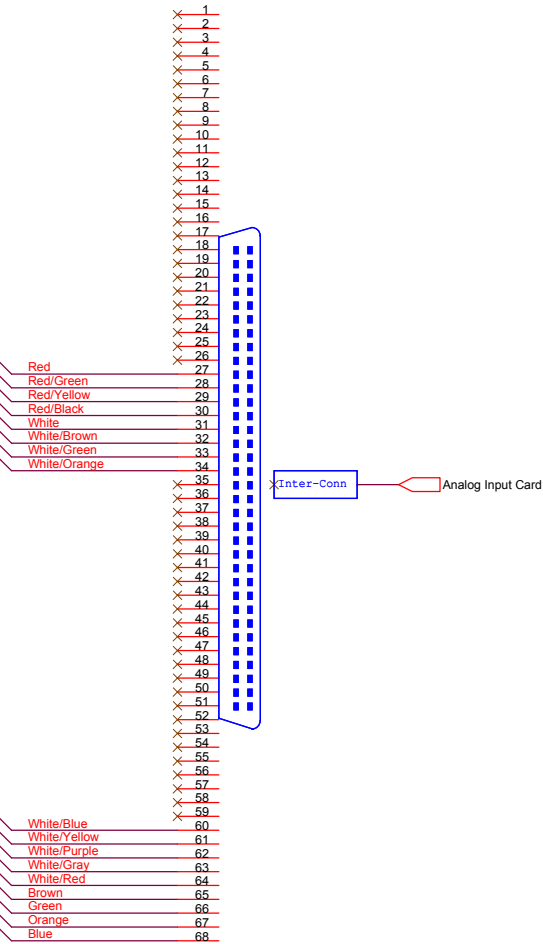 1
2
3
4
5
6
7
8
9
10
11
12
13
14
15
16
17
18
19
20
21
22
23
24
25
26
Red 27
Red/Green 28
Red/Yellow 29
Red/Black 30
White 31
White/Brown 32
White/Green 33
White/Orange 34
35 Inter-Conn Analog Input Card
36
37
38
39
40
41
42
43
44
45
46
47
48
49
50
51
52
53
54
55
56
57
58
59
White/Blue 60
White/Yellow 61
White/Purple 62
White/Gray 63
White/Red 64
Brown 65
Green 66
Orange 67
Blue 68